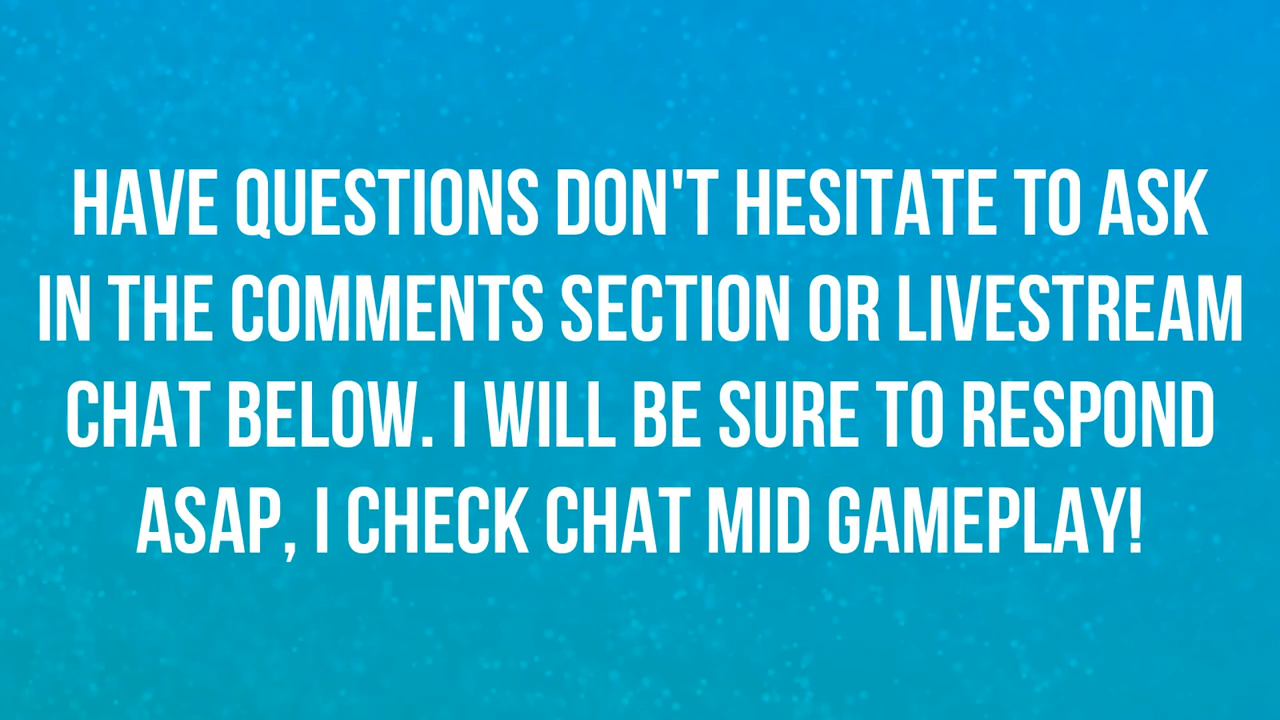 HAVE QUESTIONS DON'T HESITATE TO ASK
IN THE COMMENTS SECTION OR LIVESTREAM
CHAT BELOW. I WILL BE SURE TO RESPOND
ASAP, I CHECK CHAT MID GAMEPLAY!